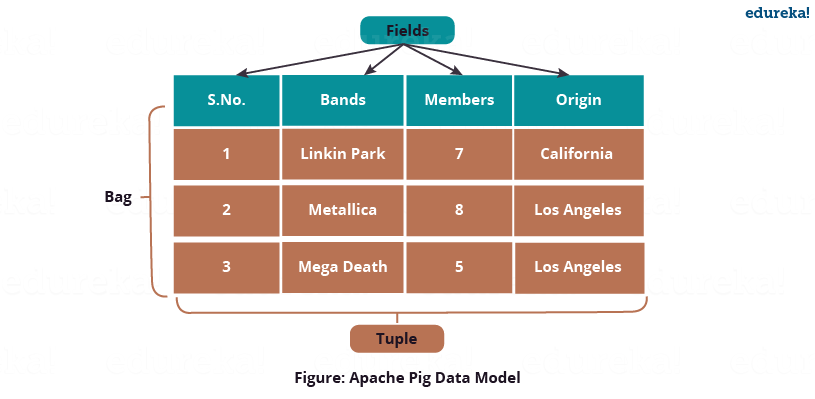 edureka!
Fields
S.No. Bands Members Origin
1 Linkin Park 7 California
Bag
2 Metallica 8 Los Angeles
3 Mega Death 5 Los Angeles
Tuple
Figure: Apache Pig Data Model